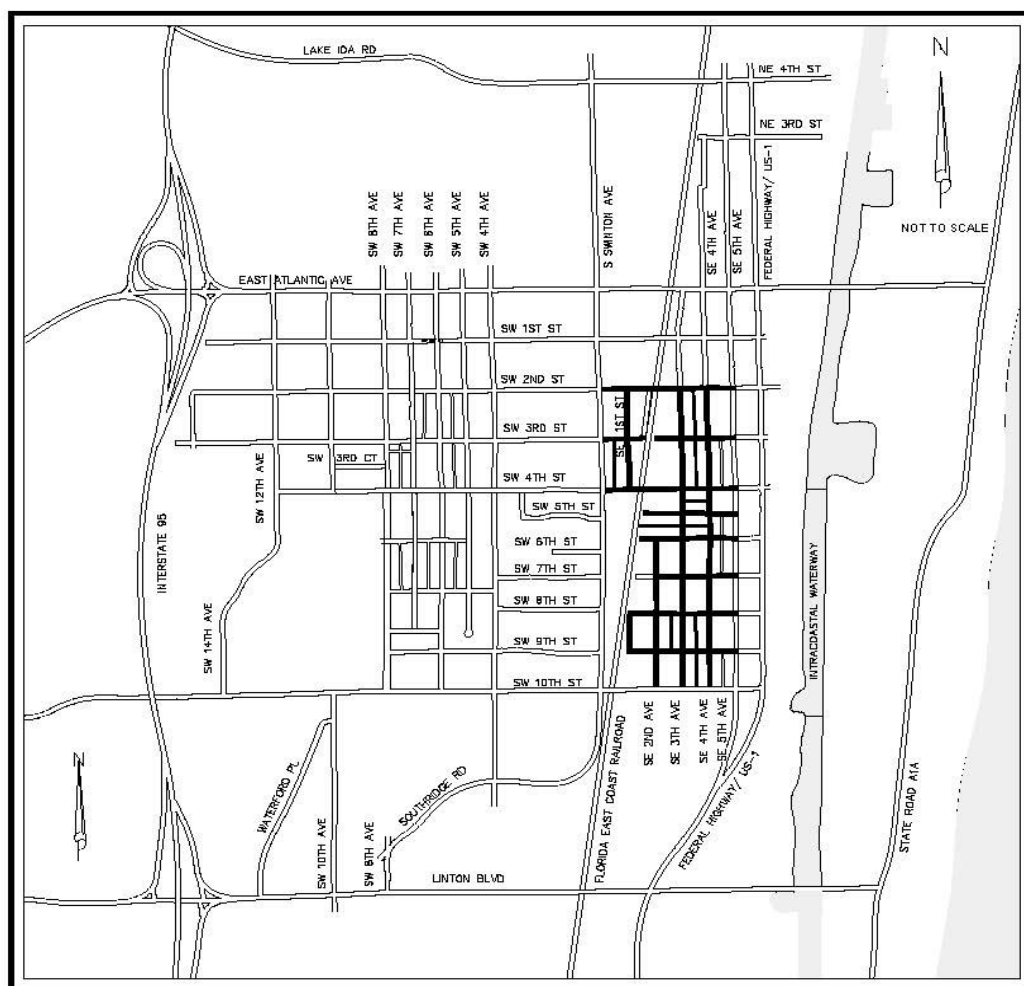 LAKE IDA RD
N
NE 4TH ST
NE 3RD ST
NOT TO SCALE
SW 8TH AVE
SW 7TH AVE
SW 6TH AVE
SW 5TH AVE
SW 4TH AVE
S SWINTON AVE
SE 4TH AVE
SE 5TH AVE
FEDERAL HIGHWAY/ US-1
EAST ATLANTIC AVE
SW 1ST ST
SW 2ND ST
SE 1ST ST
SW 3RD ST
SW 3RD CT
SW 12TH AVE
SW 4TH ST
SW 5TH ST
INTERSTATE 95
SW 6TH ST
SW 7TH ST
INTRACOASTAL WATERWAY
SW 8TH ST
SW 14TH AVE
SW 9TH ST
SW 10TH ST
SE 2ND AVE
SE 3TH AVE
SE 4TH AVE
SE 5TH AVE
N
WATERFORD PL
SOUTHRIDGE RD
FLORIDA EAST COAST RAILROAD
FEDERAL HIGHWAY/ US-1
STATE ROAD A1A
SW 10TH AVE
SW 8TH AVE
LINTON BLVD